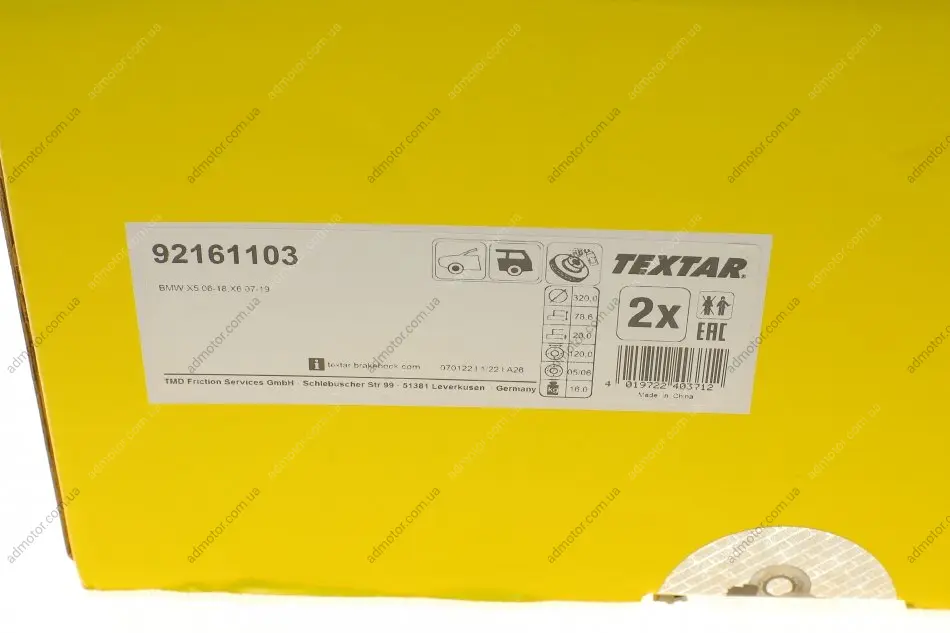 92161103
BMW X5 06-18,X6 07-19
TEXTAR
2x
EAC
320,0
78,6
20,0
120,0
05/06
16.0
KG
i textar.brakebook.com
TMD Friction Services GmbH · Schlebuscher Str 99 · 51381 Leverkusen · Germany
4 019722 403712
Made in China
admotor.com.ua